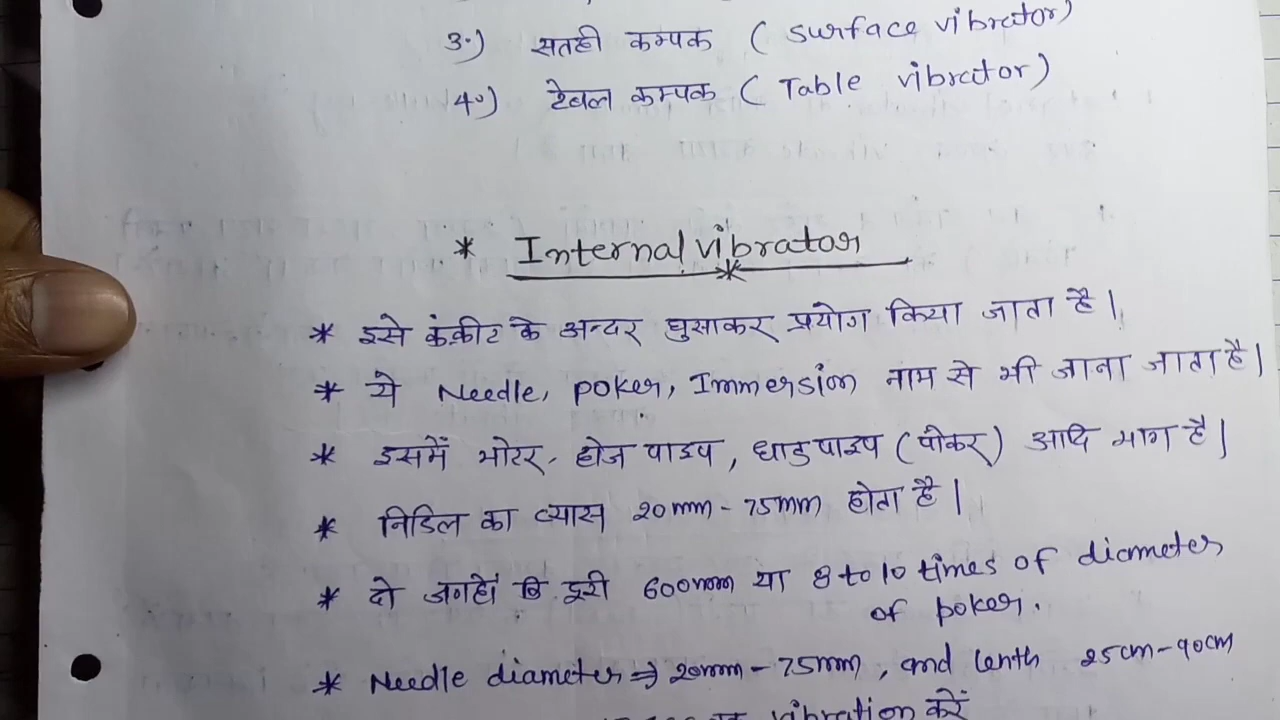 3.) सतही कम्पक ( surface vibrator)
4.) टेबल कम्पक ( Table vibrator)
* Internal vibrator
* इसे कंक्रीट के अन्दर घुसाकर प्रयोग किया जाता है।
* ये Needle, poker, Immersion नाम से भी जाना जाता है।
* इसमें मोटर, होज पाइप, धातु पाइप (पोकर) आदि भाग है।
* निडिल का व्यास 20mm - 75mm होता है।
* दो जगहों कि दूरी 600mm या 8 to 10 times of diameter
of poker.
* Needle diameter ⇒ 20mm - 75mm, and lenth 25cm-90cm
vibration करें